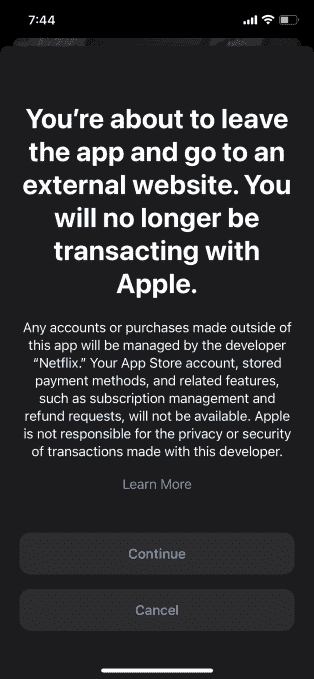 7:44
You’re about to leave
the app and go to an
external website. You
will no longer be
transacting with
Apple.
Any accounts or purchases made outside of
this app will be managed by the developer
“Netflix.” Your App Store account, stored
payment methods, and related features,
such as subscription management and
refund requests, will not be available. Apple
is not responsible for the privacy or security
of transactions made with this developer.
Learn More
Continue
Cancel